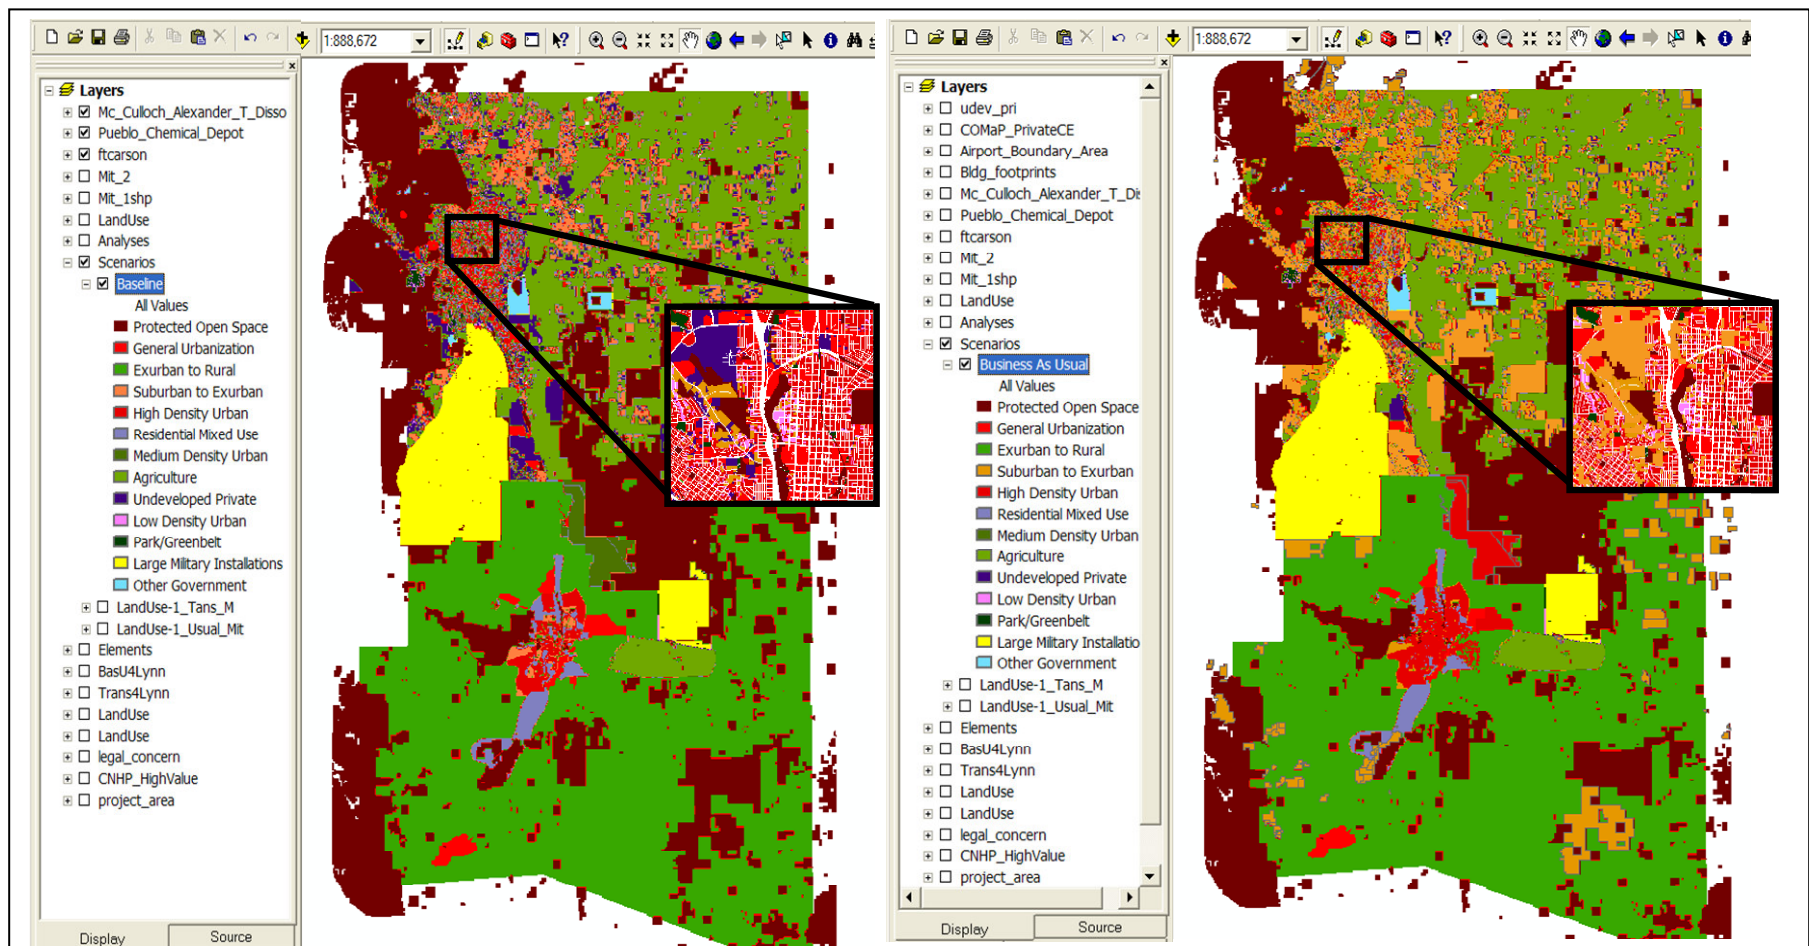 1:888,672
Layers
Mc_Culloch_Alexander_T_Disso
Pueblo_Chemical_Depot
ftcarson
Mit_2
Mit_1shp
LandUse
Analyses
Scenarios
Baseline
All Values
Protected Open Space
General Urbanization
Exurban to Rural
Suburban to Exurban
High Density Urban
Residential Mixed Use
Medium Density Urban
Agriculture
Undeveloped Private
Low Density Urban
Park/Greenbelt
Large Military Installations
Other Government
LandUse-1_Tans_M
LandUse-1_Usual_Mit
Elements
BasU4Lynn
Trans4Lynn
LandUse
LandUse
legal_concern
CNHP_HighValue
project_area
Display
Source
1:888,672
Layers
udev_pri
COMaP_PrivateCE
Airport_Boundary_Area
Bldg_footprints
Mc_Culloch_Alexander_T_Dis
Pueblo_Chemical_Depot
ftcarson
Mit_2
Mit_1shp
LandUse
Analyses
Scenarios
Business As Usual
All Values
Protected Open Space
General Urbanization
Exurban to Rural
Suburban to Exurban
High Density Urban
Residential Mixed Use
Medium Density Urban
Agriculture
Undeveloped Private
Low Density Urban
Park/Greenbelt
Large Military Installatio
Other Government
LandUse-1_Tans_M
LandUse-1_Usual_Mit
Elements
BasU4Lynn
Trans4Lynn
LandUse
LandUse
legal_concern
CNHP_HighValue
project_area
Display
Source